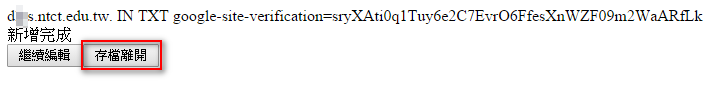 s.ntct.edu.tw. IN TXT google-site-verification=sryXAti0q1Tuy6e2C7EvrO6FfesXnWZF09m2WaARfLk
新增完成
繼續編輯 存檔離開